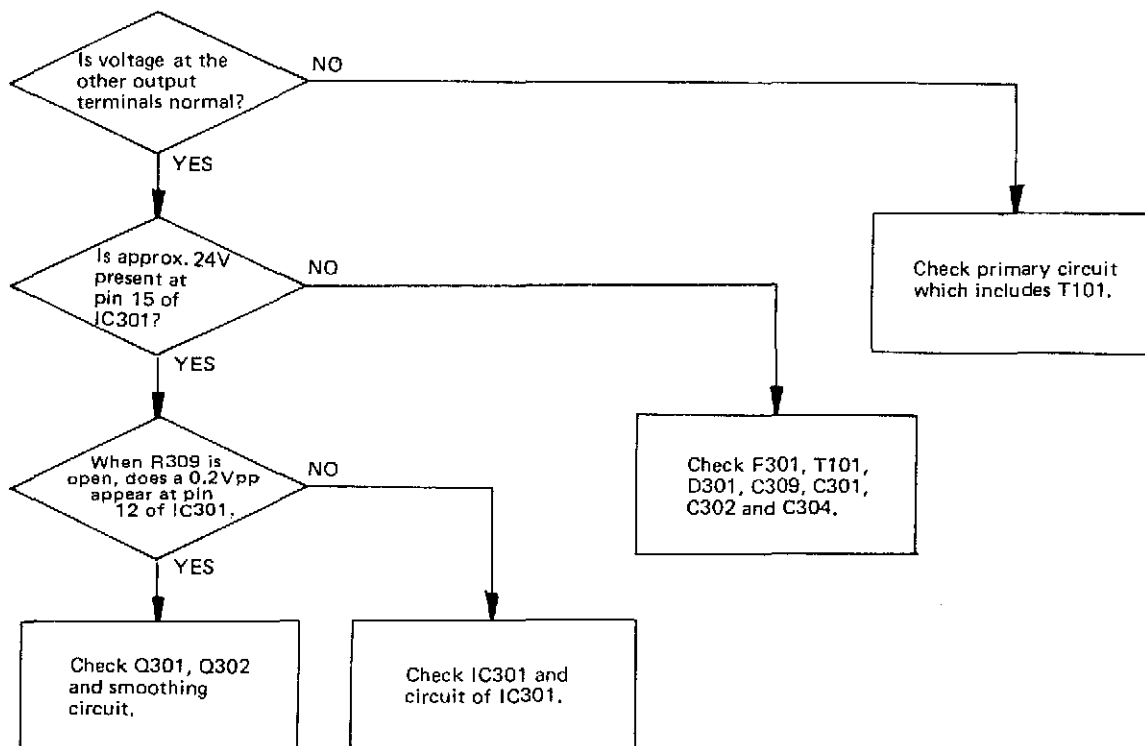 Is voltage at the
other output
terminals normal?
NO
YES
Is approx. 24V
present at
pin 15 of
IC301?
NO
YES
Check primary circuit
which includes T101.
When R309 is
open, does a 0.2Vpp
appear at pin
12 of IC301.
NO
YES
Check F301, T101,
D301, C309, C301,
C302 and C304.
Check Q301, Q302
and smoothing
circuit.
Check IC301 and
circuit of IC301.